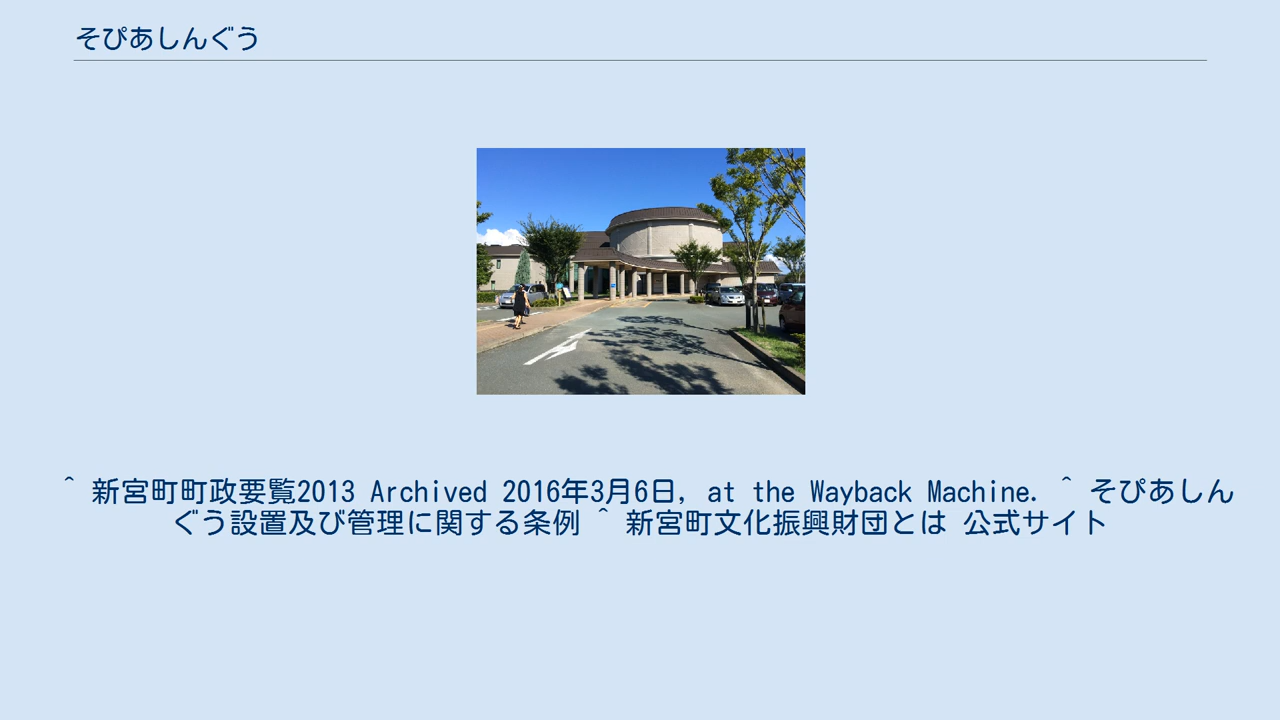 そぴあしんぐう
^ 新宮町町政要覧2013 Archived 2016年3月6日, at the Wayback Machine. ^ そぴあしん
ぐう設置及び管理に関する条例 ^ 新宮町文化振興財団とは 公式サイト